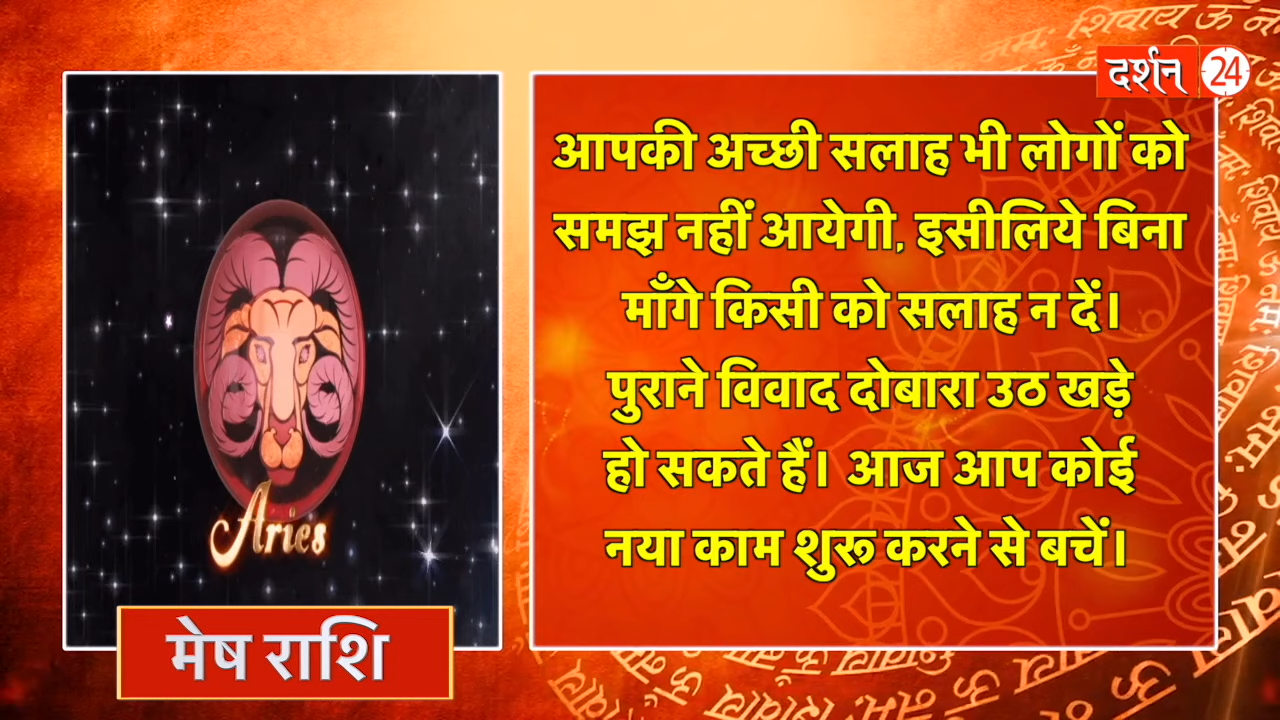 दर्शन 24
आपकी अच्छी सलाह भी लोगों को
समझ नहीं आयेगी, इसीलिये बिना
माँगे किसी को सलाह न दें।
पुराने विवाद दोबारा उठ खड़े
हो सकते हैं। आज आप कोई
नया काम शुरू करने से बचें।
Aries
मेष राशि